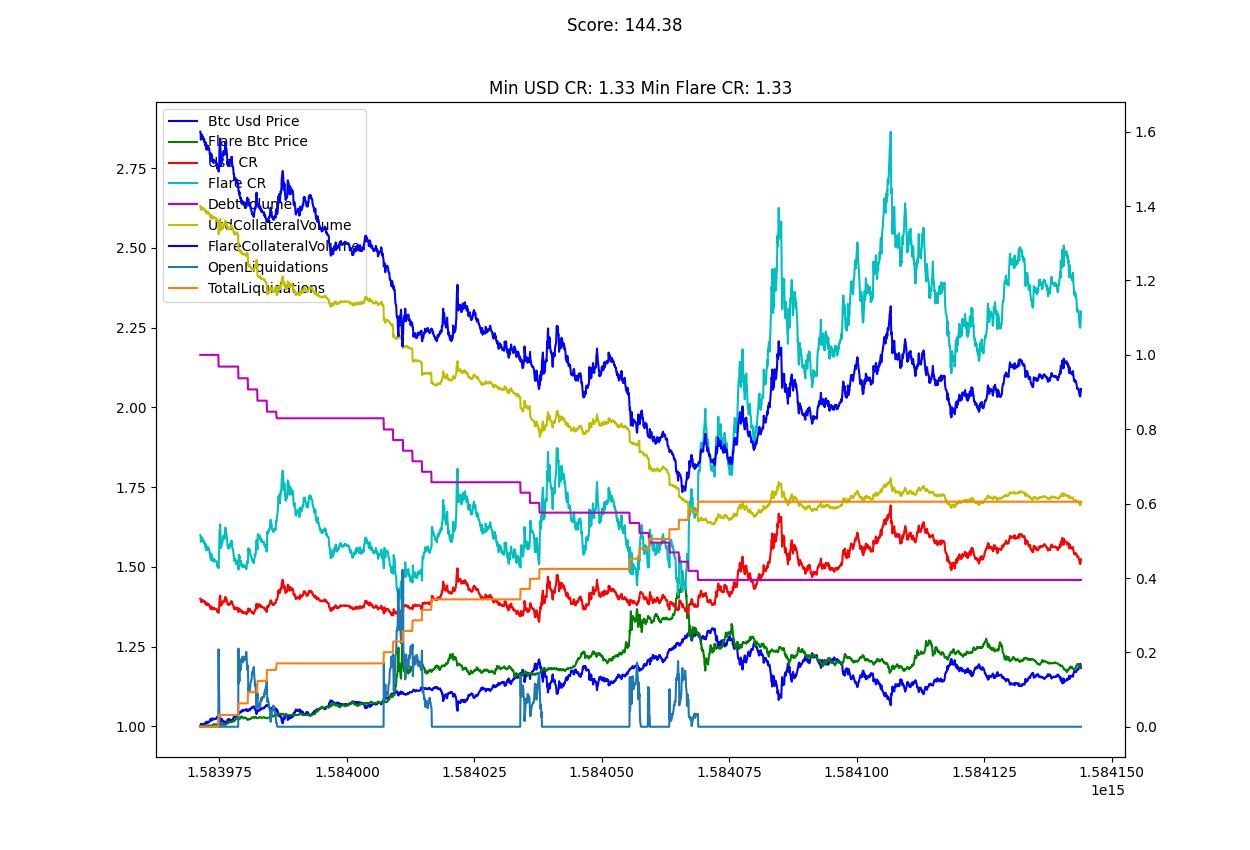 Score: 144.38
Min USD CR: 1.33 Min Flare CR: 1.33
Btc Usd Price
Flare Btc Price
Usd CR
Flare CR
DebtVolume
UsdCollateralVolume
FlareCollateralVolume
OpenLiquidations
TotalLiquidations
2.75
2.50
2.25
2.00
1.75
1.50
1.25
1.00
1.6
1.4
1.2
1.0
0.8
0.6
0.4
0.2
0.0
1.583975
1.584000
1.584025
1.584050
1.584075
1.584100
1.584125
1.584150
1e15